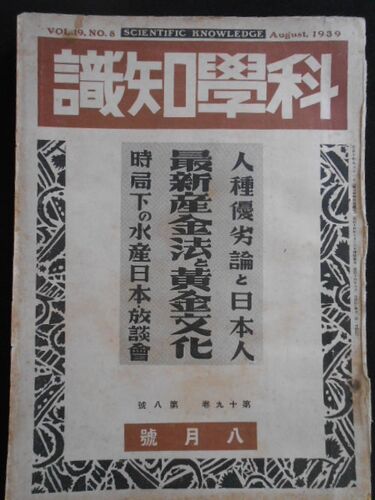 VOL.19, NO.8 SCIENTIFIC KNOWLEDGE August, 1939
科學知識
人種優劣論と日本人
最新産金法と黄金文化
時局下の水産日本・放談會
第十九卷 第八號
八月號